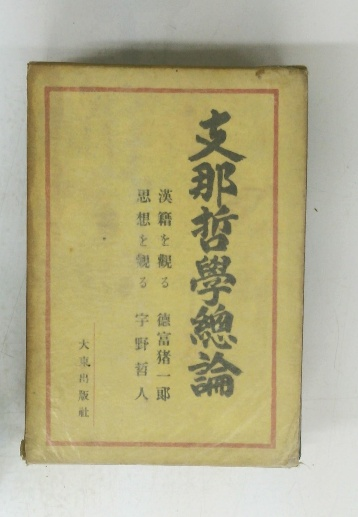 支那哲學總論
漢籍を觀る 德富猪一郎
思想を觀る 宇野哲人
大東出版社